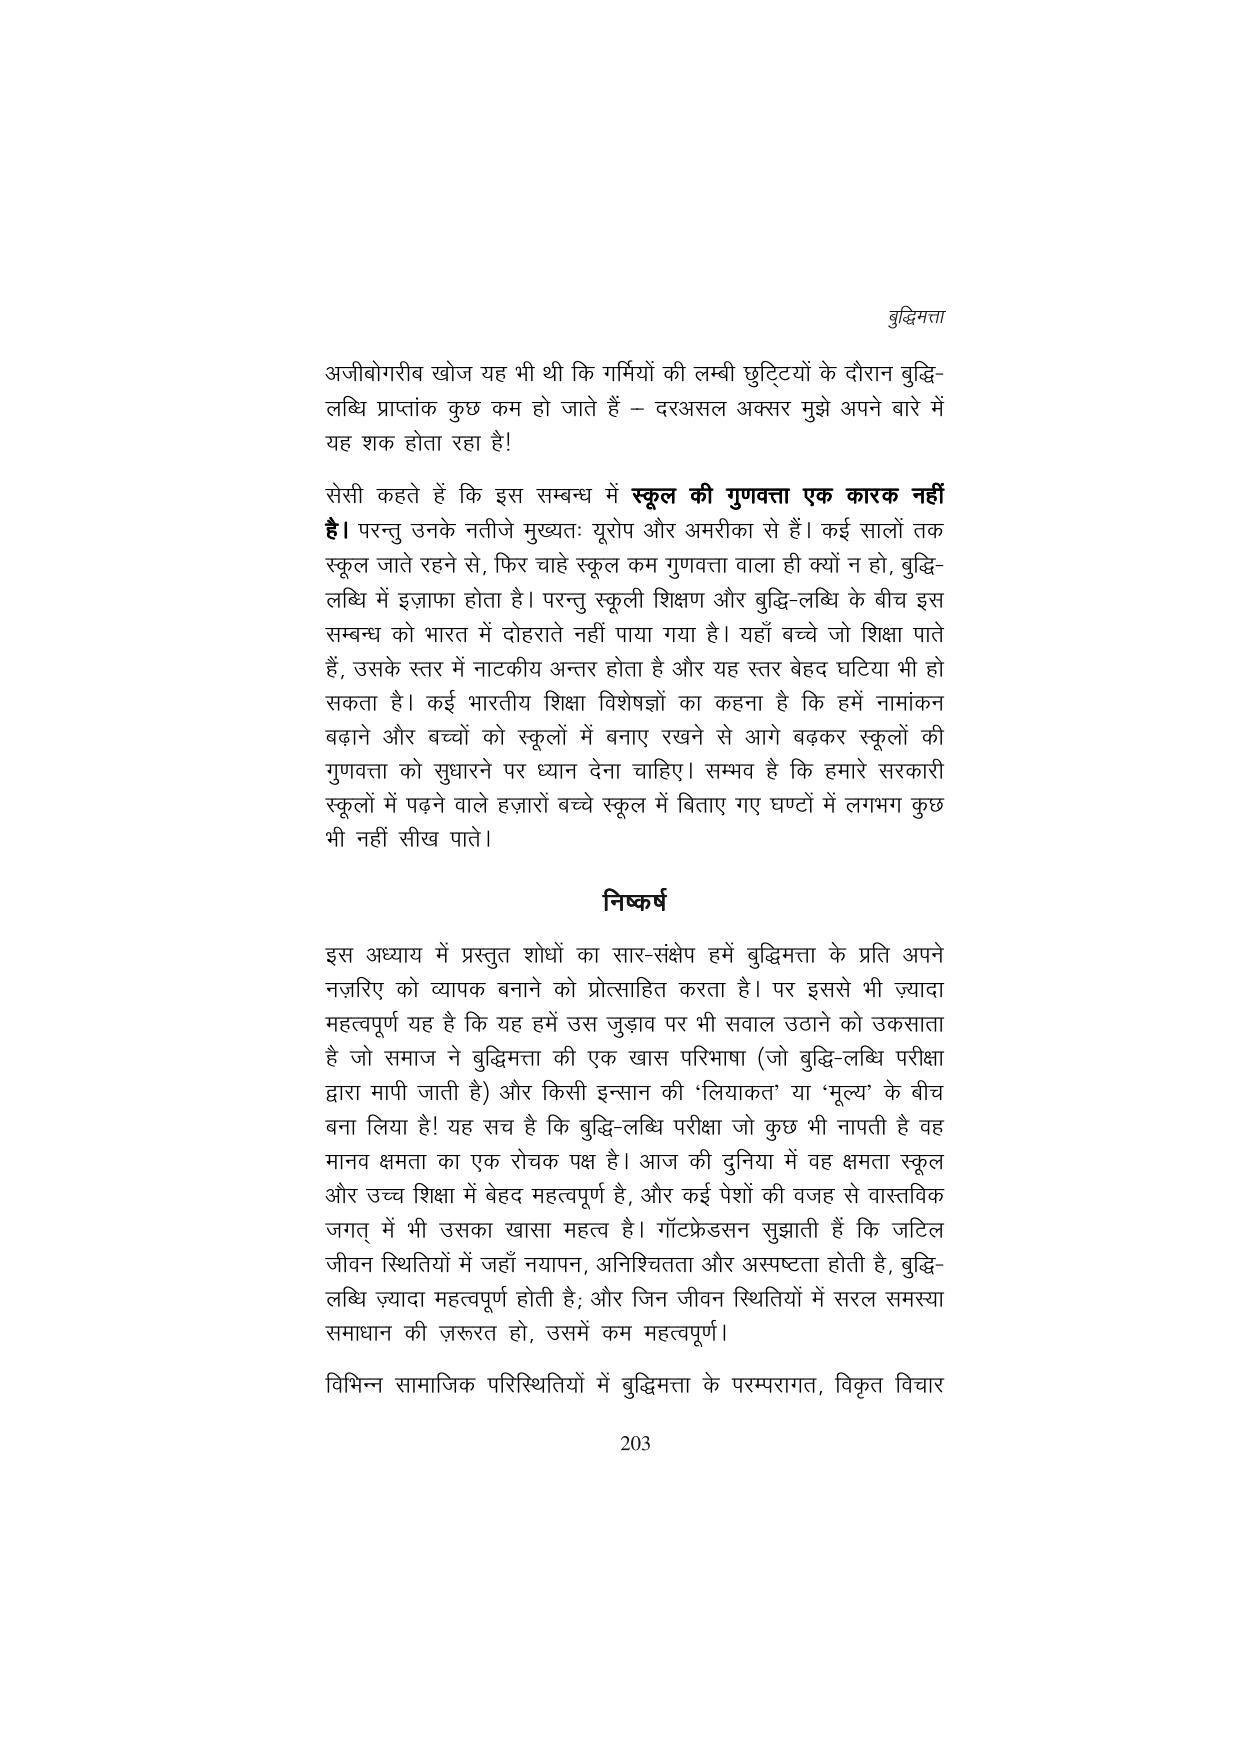 बुद्धिमत्ता
अजीबोगरीब खोज यह भी थी कि गर्मियों की लम्बी छुट्टियों के दौरान बुद्धि-
लब्धि प्राप्तांक कुछ कम हो जाते हैं – दरअसल अक्सर मुझे अपने बारे में
यह शक होता रहा है!
सेसी कहते हें कि इस सम्बन्ध में स्कूल की गुणवत्ता एक कारक नहीं
है। परन्तु उनके नतीजे मुख्यतः यूरोप और अमरीका से हैं। कई सालों तक
स्कूल जाते रहने से, फिर चाहे स्कूल कम गुणवत्ता वाला ही क्यों न हो, बुद्धि-
लब्धि में इज़ाफा होता है। परन्तु स्कूली शिक्षण और बुद्धि-लब्धि के बीच इस
सम्बन्ध को भारत में दोहराते नहीं पाया गया है। यहाँ बच्चे जो शिक्षा पाते
हैं, उसके स्तर में नाटकीय अन्तर होता है और यह स्तर बेहद घटिया भी हो
सकता है। कई भारतीय शिक्षा विशेषज्ञों का कहना है कि हमें नामांकन
बढ़ाने और बच्चों को स्कूलों में बनाए रखने से आगे बढ़कर स्कूलों की
गुणवत्ता को सुधारने पर ध्यान देना चाहिए। सम्भव है कि हमारे सरकारी
स्कूलों में पढ़ने वाले हज़ारों बच्चे स्कूल में बिताए गए घण्टों में लगभग कुछ
भी नहीं सीख पाते।
निष्कर्ष
इस अध्याय में प्रस्तुत शोधों का सार-संक्षेप हमें बुद्धिमत्ता के प्रति अपने
नज़रिए को व्यापक बनाने को प्रोत्साहित करता है। पर इससे भी ज़्यादा
महत्वपूर्ण यह है कि यह हमें उस जुड़ाव पर भी सवाल उठाने को उकसाता
है जो समाज ने बुद्धिमत्ता की एक खास परिभाषा (जो बुद्धि-लब्धि परीक्षा
द्वारा मापी जाती है) और किसी इन्सान की ‘लियाकत’ या ‘मूल्य’ के बीच
बना लिया है! यह सच है कि बुद्धि-लब्धि परीक्षा जो कुछ भी नापती है वह
मानव क्षमता का एक रोचक पक्ष है। आज की दुनिया में वह क्षमता स्कूल
और उच्च शिक्षा में बेहद महत्वपूर्ण है, और कई पेशों की वजह से वास्तविक
जगत् में भी उसका खासा महत्व है। गॉटफ्रेडसन सुझाती हैं कि जटिल
जीवन स्थितियों में जहाँ नयापन, अनिश्चितता और अस्पष्टता होती है, बुद्धि-
लब्धि ज़्यादा महत्वपूर्ण होती है; और जिन जीवन स्थितियों में सरल समस्या
समाधान की ज़रूरत हो, उसमें कम महत्वपूर्ण।
विभिन्न सामाजिक परिस्थितियों में बुद्धिमत्ता के परम्परागत, विकृत विचार
203